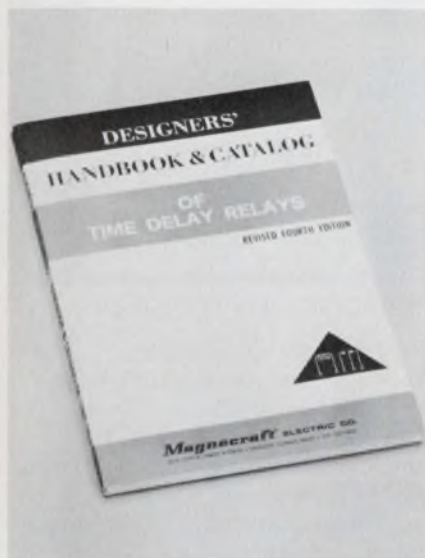 DESIGNERS'
HANDBOOK & CATALOG
OF
TIME DELAY RELAYS
REVISED FOURTH EDITION
Magnecraft ELECTRIC CO.